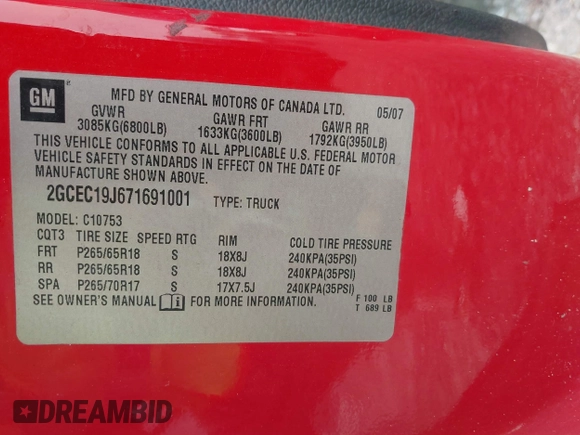 GM
MFD BY GENERAL MOTORS OF CANADA LTD. 05/07
GVWR GAWR FRT GAWR RR
3085KG(6800LB) 1633KG(3600LB) 1792KG(3950LB)
THIS VEHICLE CONFORMS TO ALL APPLICABLE U.S. FEDERAL MOTOR
VEHICLE SAFETY STANDARDS IN EFFECT ON THE DATE OF
MANUFACTURE SHOWN ABOVE.
2GCEC19J671691001 TYPE: TRUCK
MODEL: C10753
CQT3 TIRE SIZE SPEED RTG RIM COLD TIRE PRESSURE
FRT P265/65R18 S 18X8J 240KPA(35PSI)
RR P265/65R18 S 18X8J 240KPA(35PSI)
SPA P265/70R17 S 17X7.5J 240KPA(35PSI)
SEE OWNER'S MANUAL FOR MORE INFORMATION.
F 100 LB
T 689 LB
DREAMBID